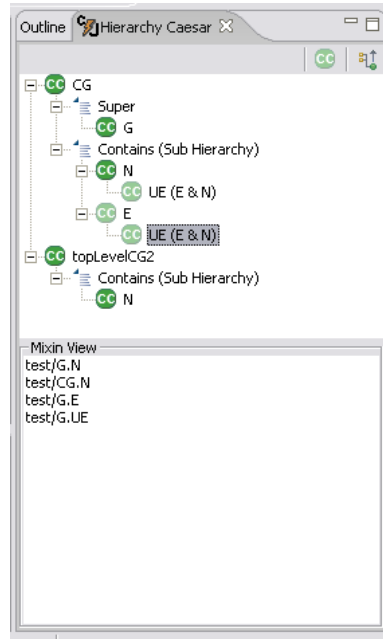 Outline Hierarchy Caesar
CC
CC CG
Super
CC G
Contains (Sub Hierarchy)
CC N
CC UE (E & N)
CC E
CC UE (E & N)
CC topLevelCG2
Contains (Sub Hierarchy)
CC N
Mixin View
test/G.N
test/CG.N
test/G.E
test/G.UE